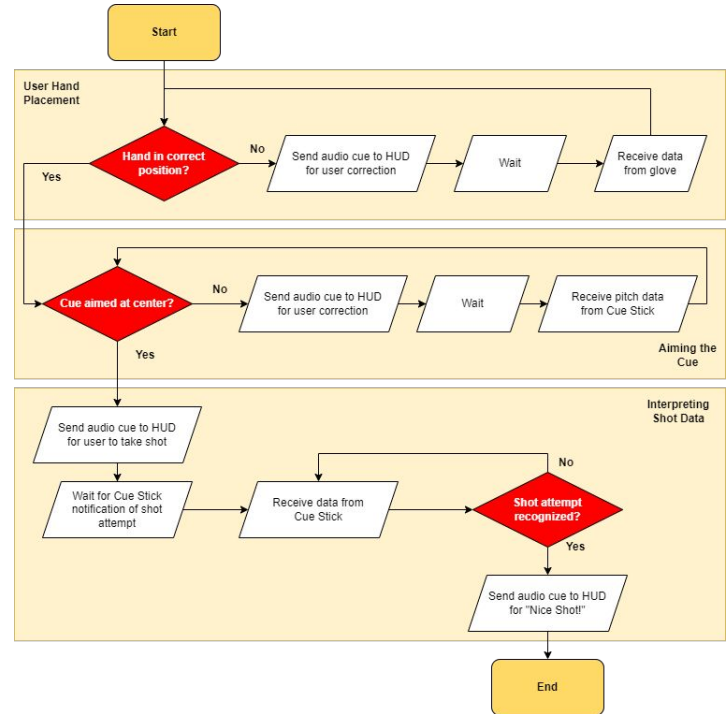 Start
User Hand
Placement
Hand in correct
position?
No
Yes
Send audio cue to HUD
for user correction
Wait
Receive data
from glove
Cue aimed at center?
No
Yes
Send audio cue to HUD
for user correction
Wait
Receive pitch data
from Cue Stick
Aiming the
Cue
Interpreting
Shot Data
Send audio cue to HUD
for user to take shot
Wait for Cue Stick
notification of shot
attempt
Receive data from
Cue Stick
No
Shot attempt
recognized?
Yes
Send audio cue to HUD
for "Nice Shot!"
End